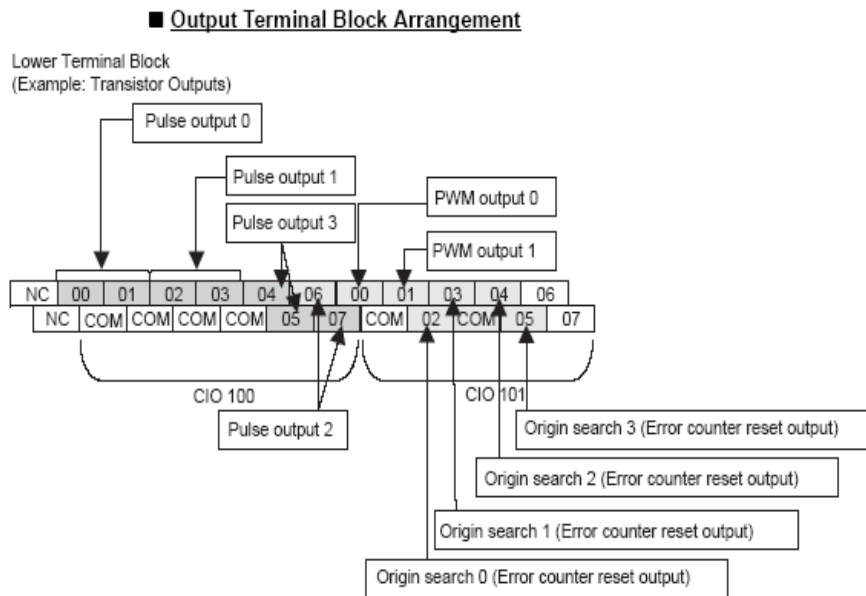 ■ Output Terminal Block Arrangement
Lower Terminal Block
(Example: Transistor Outputs)
Pulse output 0
Pulse output 1
PWM output 0
Pulse output 3
PWM output 1
NC 00 01 02 03 04 06 00 01 03 04 06
NC COM COM COM COM 05 07 COM 02 COM 05 07
CIO 100
CIO 101
Pulse output 2
Origin search 3 (Error counter reset output)
Origin search 2 (Error counter reset output)
Origin search 1 (Error counter reset output)
Origin search 0 (Error counter reset output)